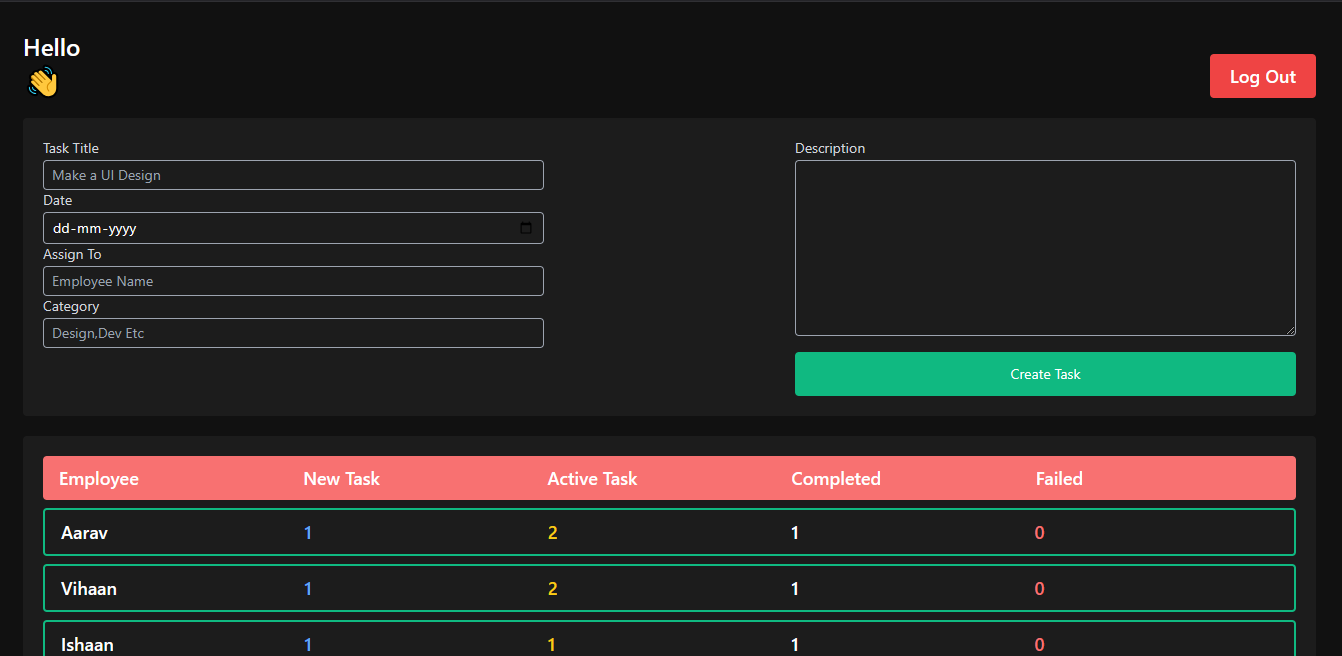 Hello
👋
Log Out
Task Title
Make a UI Design
Date
dd-mm-yyyy
Assign To
Employee Name
Category
Design,Dev Etc
Description
Create Task
Employee New Task Active Task Completed Failed
Aarav 1 2 1 0
Vihaan 1 2 1 0
Ishaan 1 1 1 0